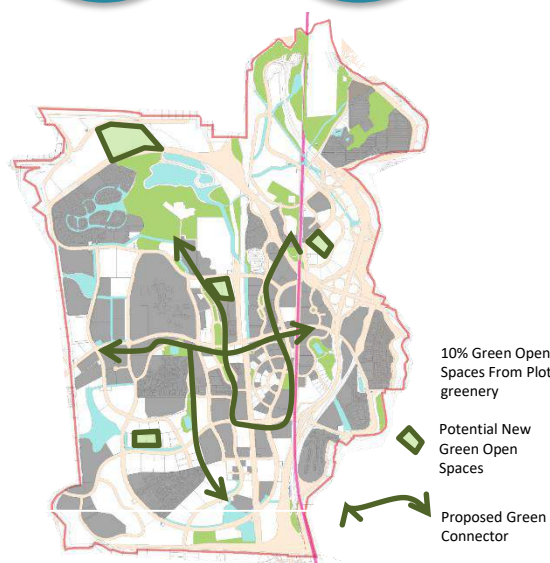 10% Green Open
Spaces From Plot
greenery
Potential New
Green Open
Spaces
Proposed Green
Connector